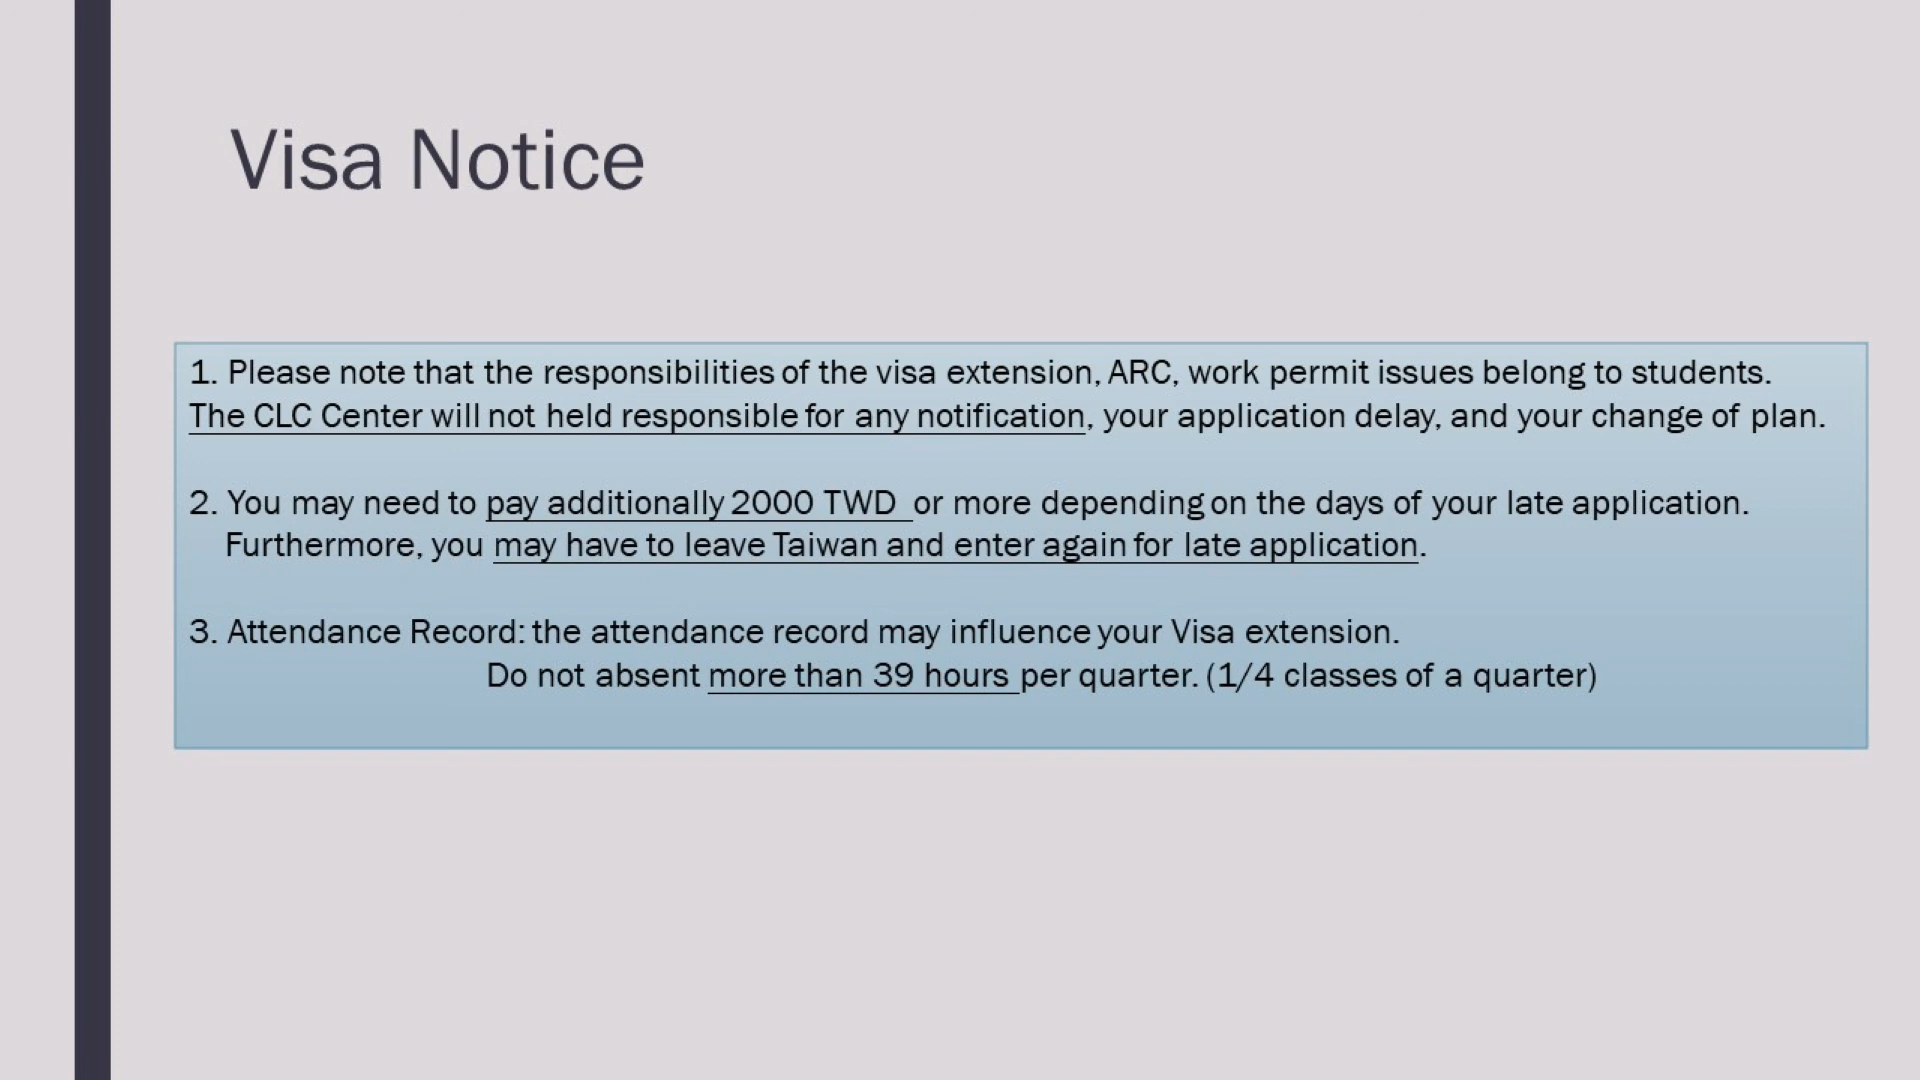 Visa Notice
1. Please note that the responsibilities of the visa extension, ARC, work permit issues belong to students.
The CLC Center will not held responsible for any notification, your application delay, and your change of plan.
2. You may need to pay additionally 2000 TWD or more depending on the days of your late application.
Furthermore, you may have to leave Taiwan and enter again for late application.
3. Attendance Record: the attendance record may influence your Visa extension.
Do not absent more than 39 hours per quarter. (1/4 classes of a quarter)